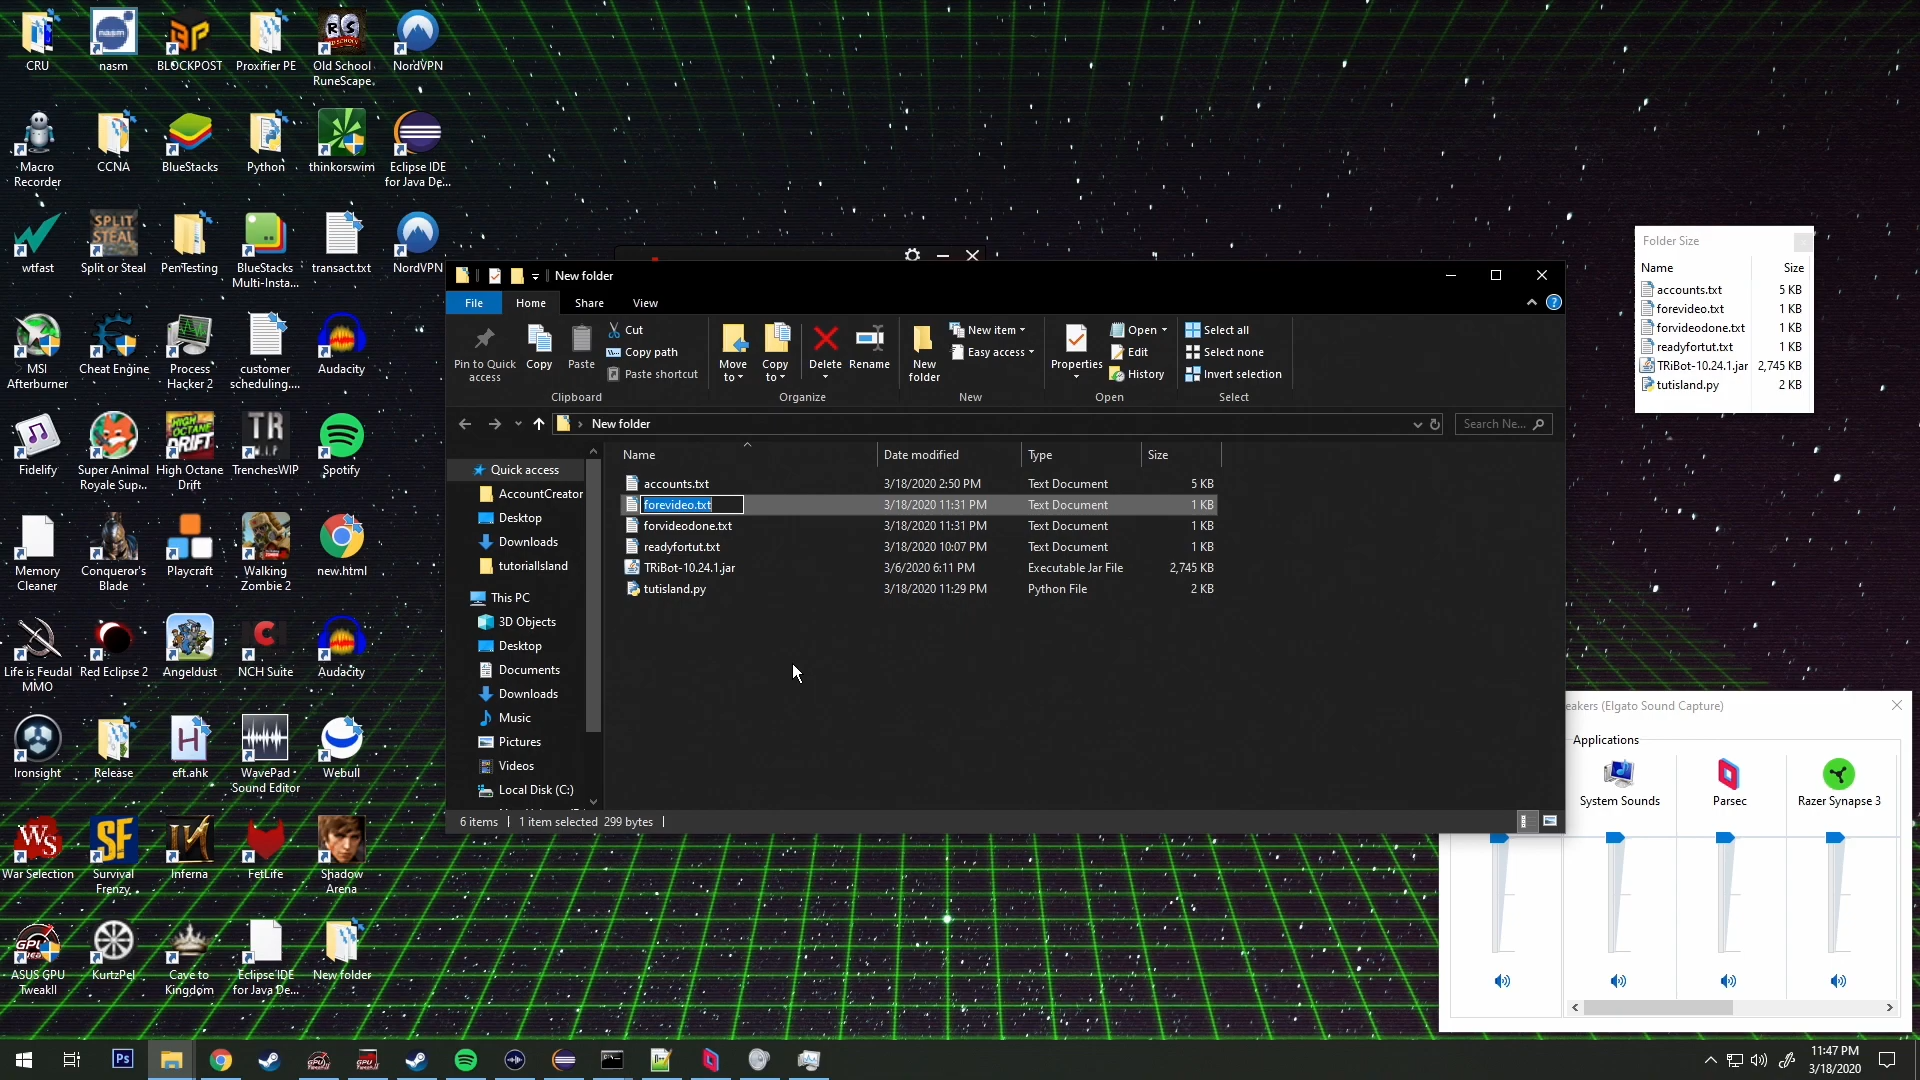 CRU
nasm
BLOCKPOST
Proxifier PE
Old School
RuneScape
NordVPN
Macro
Recorder
CCNA
BlueStacks
Python
thinkorswim
Eclipse IDE
for Java De...
wtfast
Split or Steal
PenTesting
BlueStacks
Multi-Insta...
transact.txt
NordVPN
MSI
Afterburner
Cheat Engine
Process
Hacker 2
customer
scheduling....
Audacity
Fidelify
Super Animal
Royale Sup...
High Octane
Drift
TrenchesWIP
Spotify
Memory
Cleaner
Conqueror's
Blade
Playcraft
Walking
Zombie 2
new.html
Life is Feudal
MMO
Red Eclipse 2
Angeldust
NCH Suite
Audacity
Ironsight
Release
eft.ahk
WavePad
Sound Editor
Webull
War Selection
Survival
Frenzy
Inferna
FetLife
Shadow
Arena
ASUS GPU
TweakII
KurtzPel
Cave to
Kingdom
Eclipse IDE
for Java De...
New folder
New folder
File Home Share View
Pin to Quick
access
Copy
Paste
Cut
Copy path
Paste shortcut
Clipboard
Move
to
Copy
to
Delete
Rename
Organize
New
folder
New item
Easy access
New
Properties
Open
Edit
History
Open
Select all
Select none
Invert selection
Select
New folder
Search Ne...
Quick access
AccountCreator
Desktop
Downloads
tutorialIsland
This PC
3D Objects
Desktop
Documents
Downloads
Music
Pictures
Videos
Local Disk (C:)
Name Date modified Type Size
accounts.txt 3/18/2020 2:50 PM Text Document 5 KB
forevideo.txt 3/18/2020 11:31 PM Text Document 1 KB
forvideodone.txt 3/18/2020 11:31 PM Text Document 1 KB
readyfortut.txt 3/18/2020 10:07 PM Text Document 1 KB
TRiBot-10.24.1.jar 3/6/2020 6:11 PM Executable Jar File 2,745 KB
tutisland.py 3/18/2020 11:29 PM Python File 2 KB
6 items 1 item selected 299 bytes
Folder Size
Name Size
accounts.txt 5 KB
forevideo.txt 1 KB
forvideodone.txt 1 KB
readyfortut.txt 1 KB
TRiBot-10.24.1.jar 2,745 KB
tutisland.py 2 KB
eakers (Elgato Sound Capture)
Applications
System Sounds
Parsec
Razer Synapse 3
11:47 PM
3/18/2020